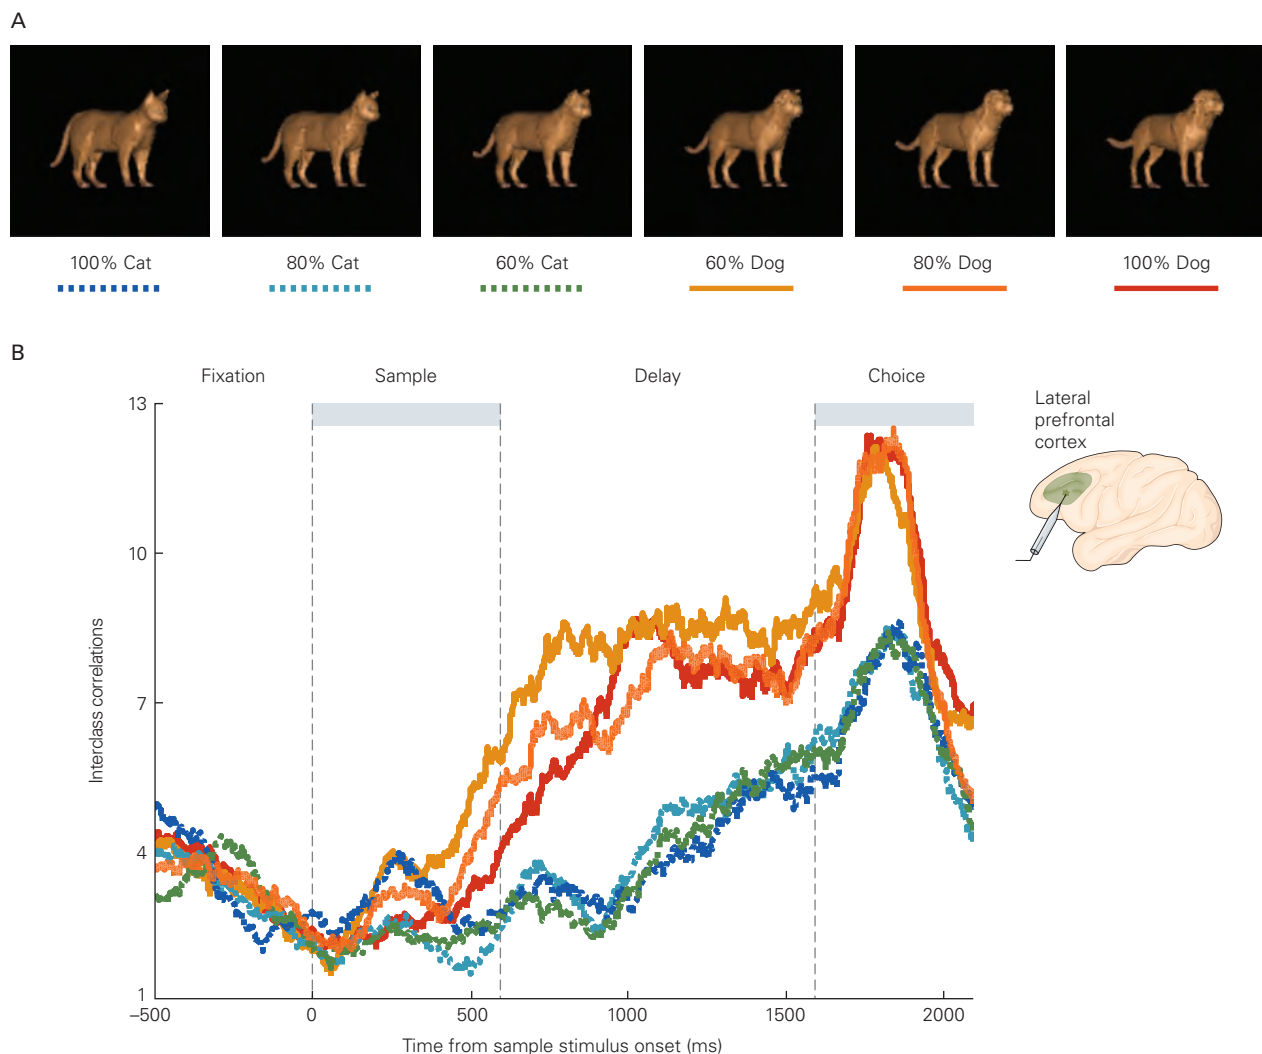 A
100% Cat
80% Cat
60% Cat
60% Dog
80% Dog
100% Dog
B
Fixation
Sample
Delay
Choice
13
10
7
4
1
Interclass correlations
–500
0
500
1000
1500
2000
Time from sample stimulus onset (ms)
Lateral
prefrontal
cortex